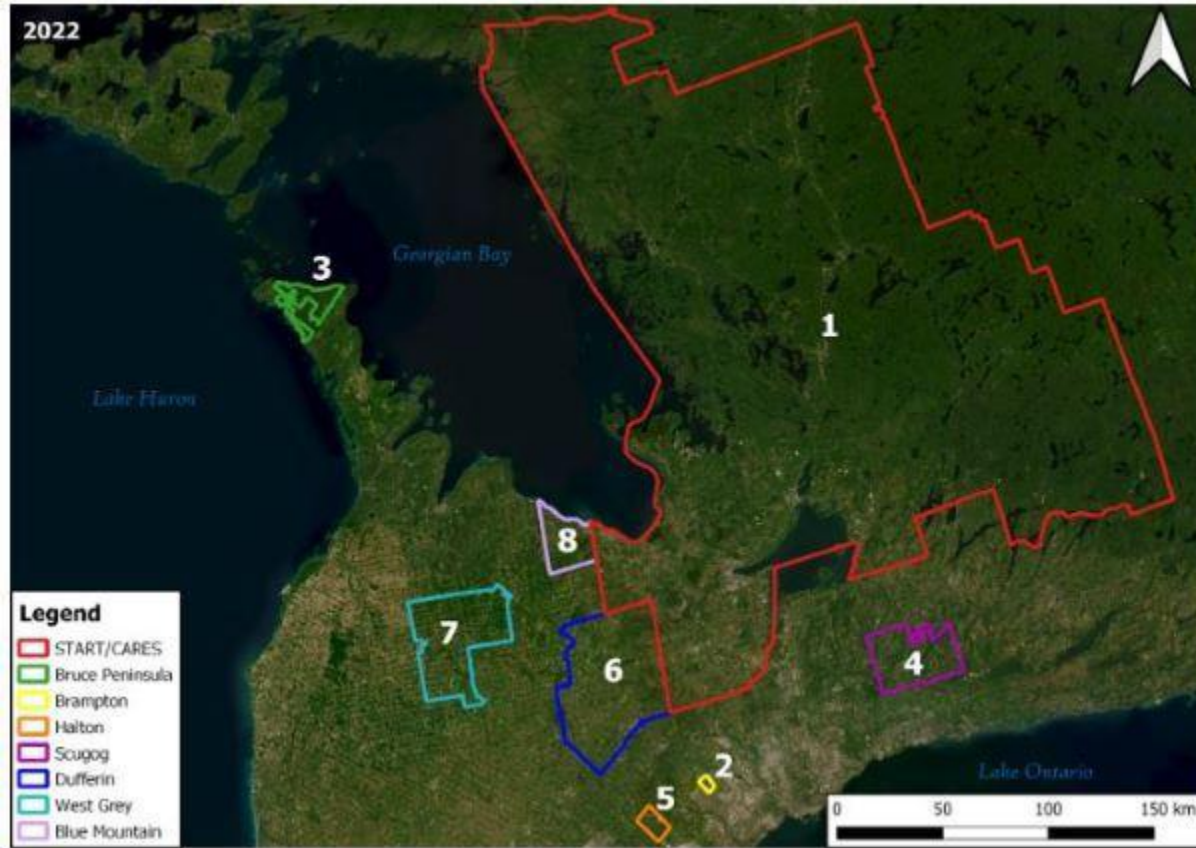 2022
Georgian Bay
3
1
Lake Huron
8
7
6
4
2
5
Lake Ontario
Legend
START/CARES
Bruce Peninsula
Brampton
Halton
Scugog
Dufferin
West Grey
Blue Mountain
0 50 100 150 km